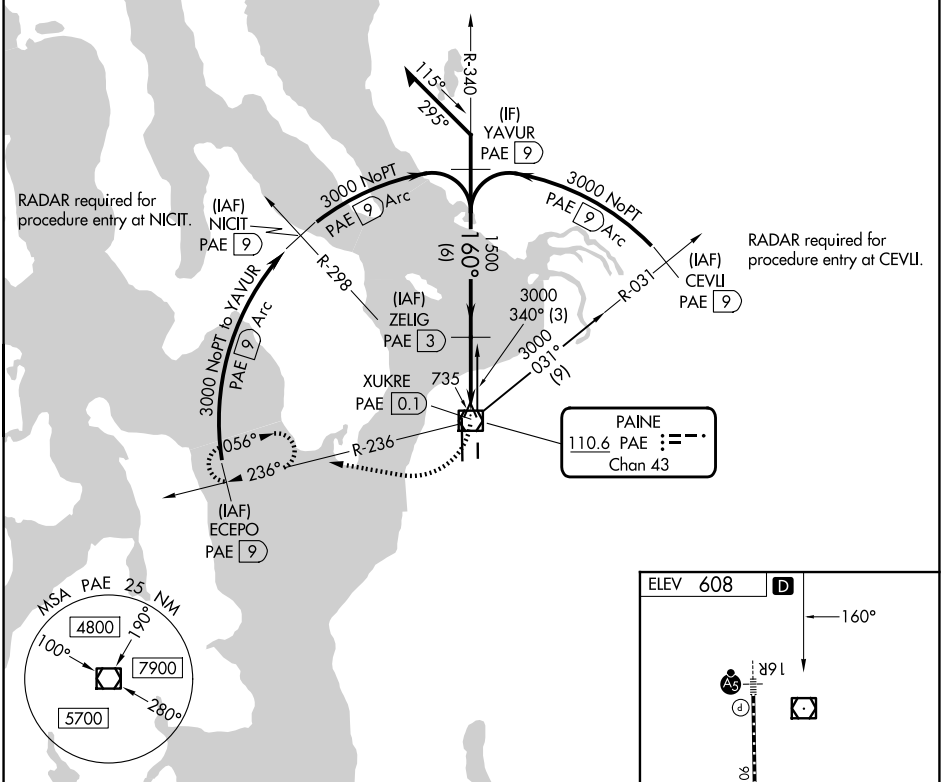 R-340
115°
295°
(IF)
YAVUR
PAE 9
3000 NoPT
PAE 9 Arc
3000 NoPT
PAE 9 Arc
RADAR required for
procedure entry at NICIT.
(IAF)
NICIT
PAE 9
R-298
1500
160°
(6)
RADAR required for
procedure entry at CEVLI.
(IAF)
CEVLI
PAE 9
R-031
3000 NoPT to YAVUR
PAE 9 Arc
(IAF)
ZELIG
PAE 3
3000
340° (3)
3000
031°
(9)
XUKRE
PAE 0.1
735
PAINE
110.6 PAE
Chan 43
056°
236°
R-236
(IAF)
ECEPO
PAE 9
MSA PAE 25 NM
4800
190°
100°
7900
5700
280°
ELEV 608 D
160°
16R
A5
P
90